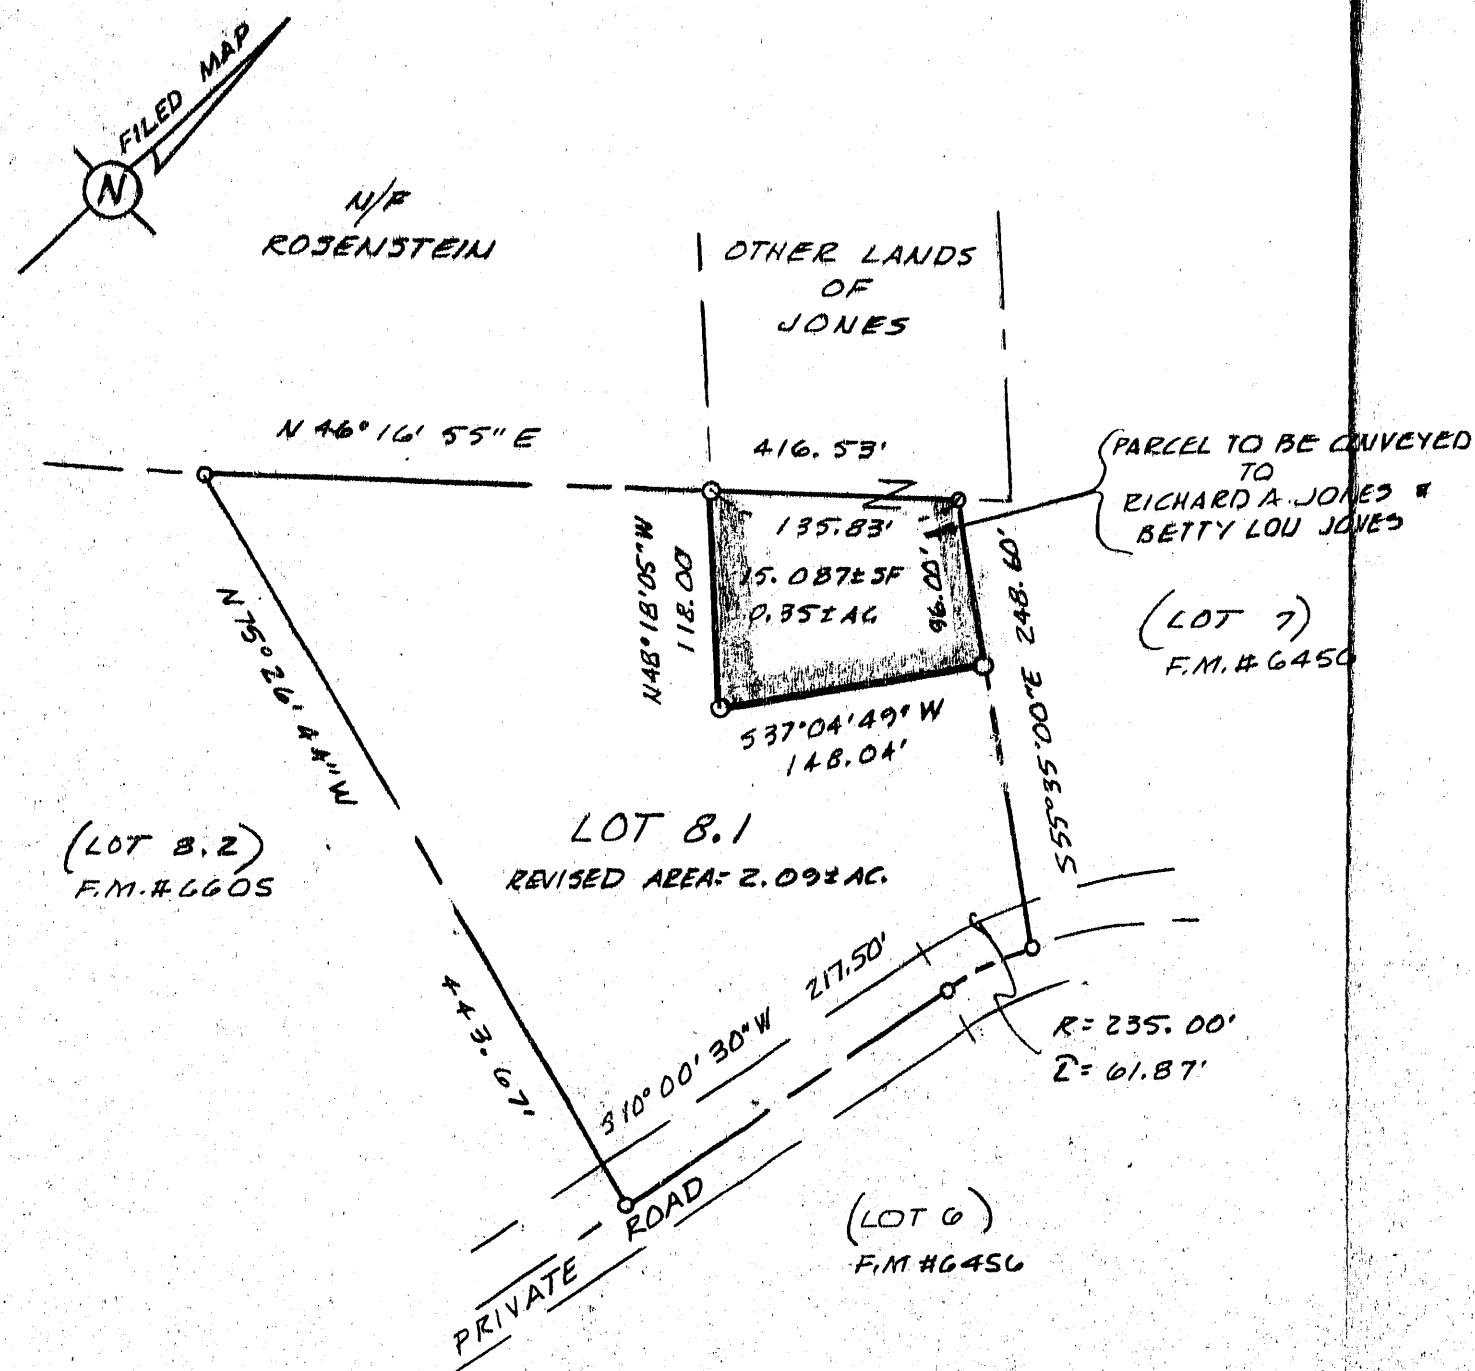 FILED MAP
N
N/F
ROSENSTEIN
OTHER LANDS
OF
JONES
N 46° 16' 55" E
416.53'
(PARCEL TO BE CONVEYED
TO
RICHARD A. JONES &
BETTY LOU JONES
135.83'
15.087± SF
0.35± AC.
96.00'
N48°18'05"W
118.00
S37°04'49"W
148.04'
S55°35'00"E 248.60'
(LOT 7)
F.M.#6456
N75°26'44"W
443.67'
(LOT 8.2)
F.M.#6605
LOT 8.1
REVISED AREA= 2.09± AC.
S10°00'30"W 217.50'
R= 235.00'
L= 61.87'
PRIVATE ROAD
(LOT 6)
F.M #6456